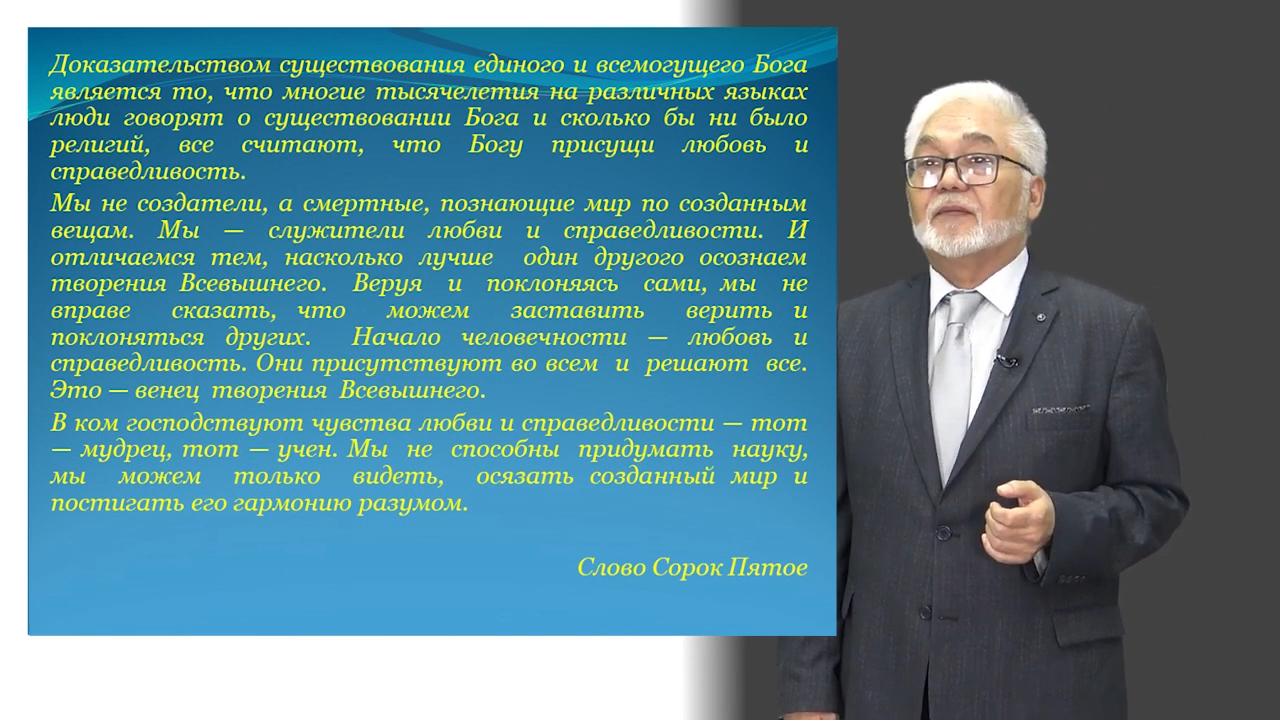 Доказательством существования единого и всемогущего Бога
является то, что многие тысячелетия на различных языках
люди говорят о существовании Бога и сколько бы ни было
религий, все считают, что Богу присущи любовь и
справедливость.
Мы не создатели, а смертные, познающие мир по созданным
вещам. Мы — служители любви и справедливости. И
отличаемся тем, насколько лучше один другого осознаем
творения Всевышнего. Веруя и поклоняясь сами, мы не
вправе сказать, что можем заставить верить и
поклоняться других. Начало человечности — любовь и
справедливость. Они присутствуют во всем и решают все.
Это — венец творения Всевышнего.
В ком господствуют чувства любви и справедливости — тот
— мудрец, тот — учен. Мы не способны придумать науку,
мы можем только видеть, осязать созданный мир и
постигать его гармонию разумом.
Слово Сорок Пятое